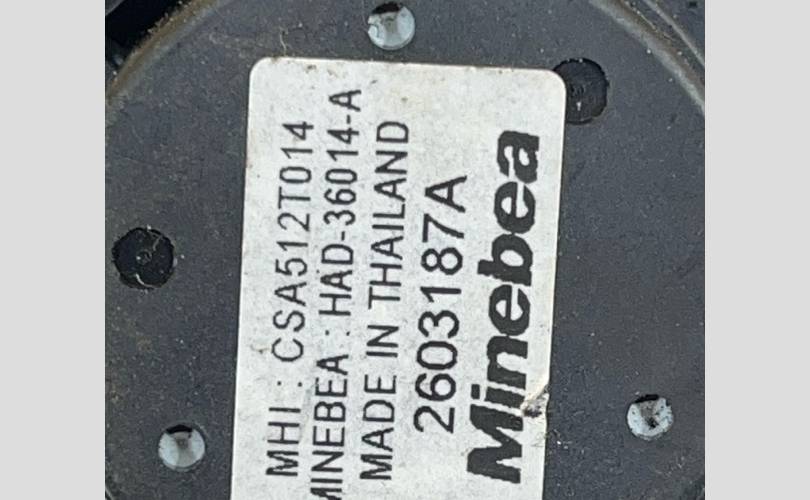 MHI : CSA512T014
MINEBEA : HAD-36014-A
MADE IN THAILAND
2603187A
Minebea